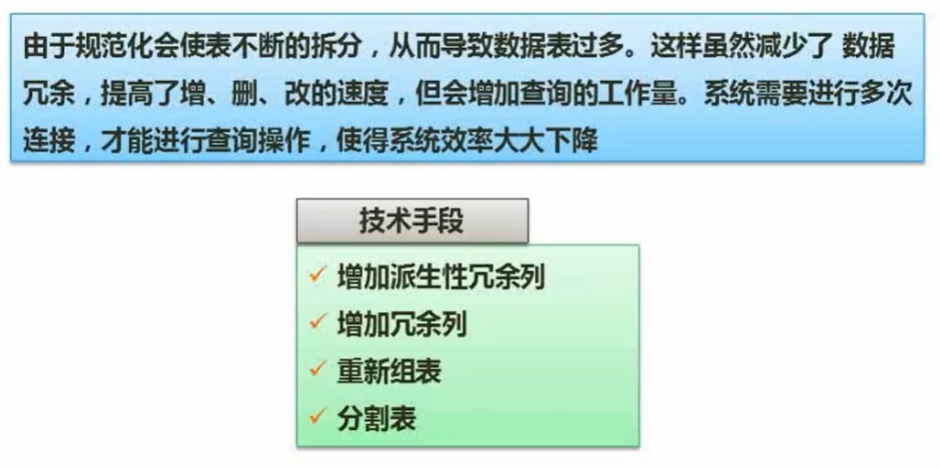 由于规范化会使表不断的拆分，从而导致数据表过多。这样虽然减少了 数据
冗余，提高了增、删、改的速度，但会增加查询的工作量。系统需要进行多次
连接，才能进行查询操作，使得系统效率大大下降
技术手段
✓ 增加派生性冗余列
✓ 增加冗余列
✓ 重新组表
✓ 分割表